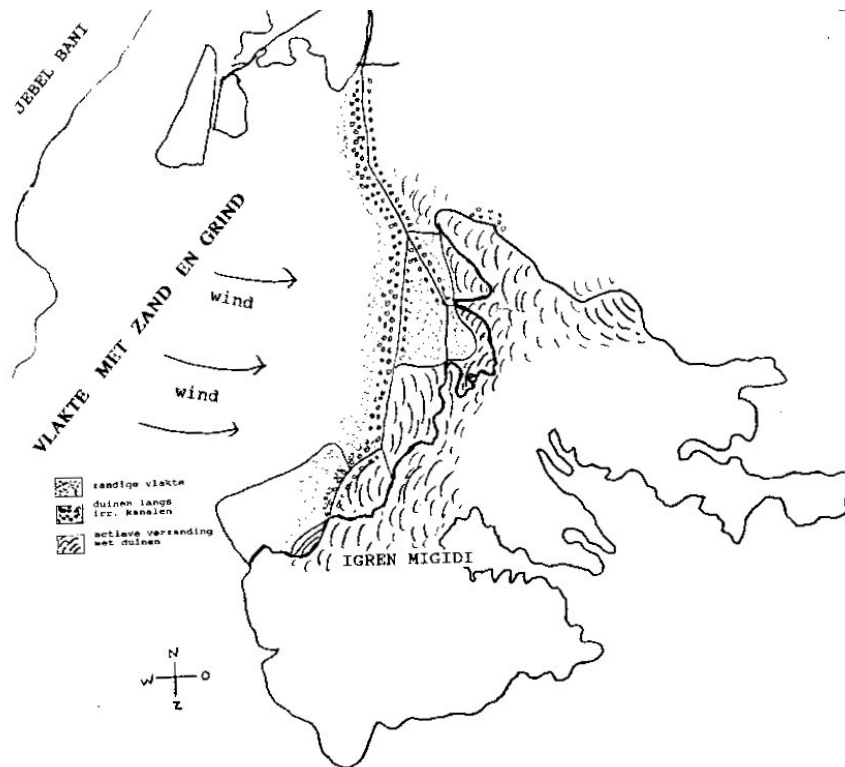 JEBEL BANI
VLAKTE MET ZAND EN GRIND
wind
wind
zandige vlakte
duinen langs
irr. kanalen
actieve verzanding
met duinen
IGREN MIGIDI
N
W O
Z